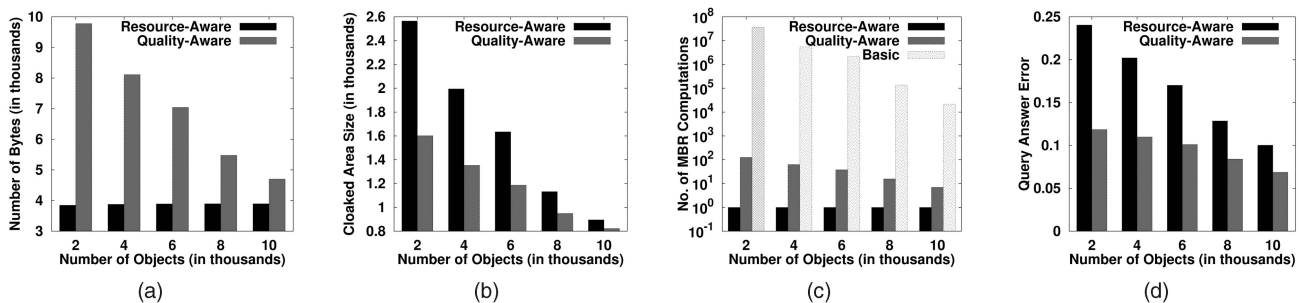 Number of Bytes (in thousands)
10
9
8
7
6
5
4
3
Resource-Aware
Quality-Aware
2 4 6 8 10
Number of Objects (in thousands)
(a)
Cloaked Area Size (in thousands)
2.6
2.4
2.2
2
1.8
1.6
1.4
1.2
1
0.8
Resource-Aware
Quality-Aware
2 4 6 8 10
Number of Objects (in thousands)
(b)
No. of MBR Computations
10^8
10^7
10^6
10^5
10^4
10^3
10^2
10^1
10^0
10^-1
Resource-Aware
Quality-Aware
Basic
2 4 6 8 10
Number of Objects (in thousands)
(c)
Query Answer Error
0.25
0.2
0.15
0.1
0.05
0
Resource-Aware
Quality-Aware
2 4 6 8 10
Number of Objects (in thousands)
(d)